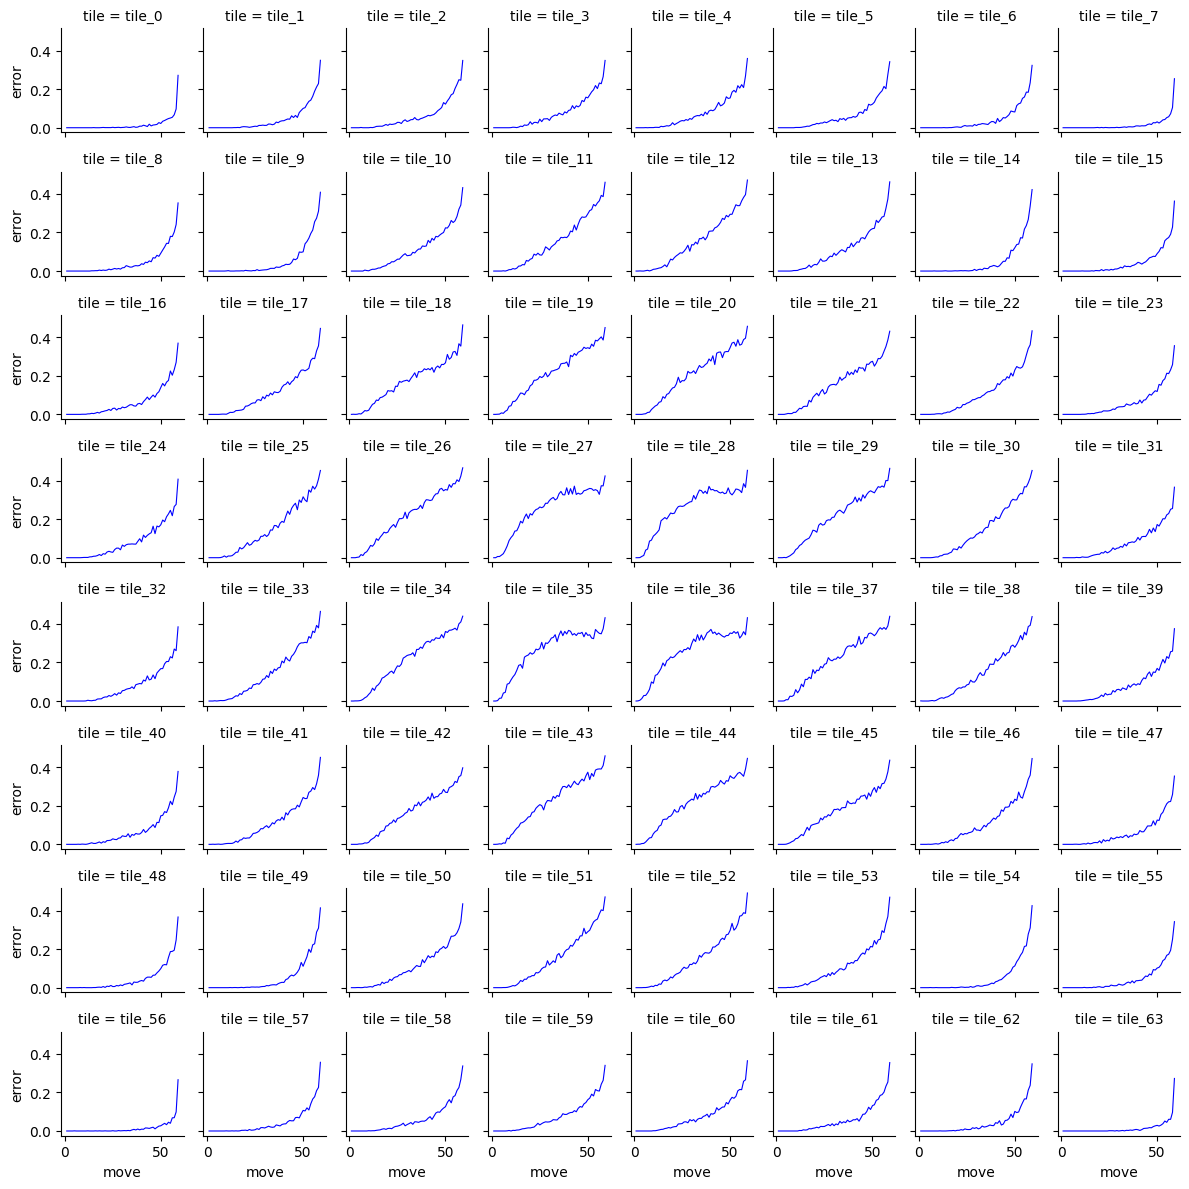 tile = tile_0 tile = tile_1 tile = tile_2 tile = tile_3 tile = tile_4 tile = tile_5 tile = tile_6 tile = tile_7
0.4
error
0.2
0.0
tile = tile_8 tile = tile_9 tile = tile_10 tile = tile_11 tile = tile_12 tile = tile_13 tile = tile_14 tile = tile_15
0.4
error
0.2
0.0
tile = tile_16 tile = tile_17 tile = tile_18 tile = tile_19 tile = tile_20 tile = tile_21 tile = tile_22 tile = tile_23
0.4
error
0.2
0.0
tile = tile_24 tile = tile_25 tile = tile_26 tile = tile_27 tile = tile_28 tile = tile_29 tile = tile_30 tile = tile_31
0.4
error
0.2
0.0
tile = tile_32 tile = tile_33 tile = tile_34 tile = tile_35 tile = tile_36 tile = tile_37 tile = tile_38 tile = tile_39
0.4
error
0.2
0.0
tile = tile_40 tile = tile_41 tile = tile_42 tile = tile_43 tile = tile_44 tile = tile_45 tile = tile_46 tile = tile_47
0.4
error
0.2
0.0
tile = tile_48 tile = tile_49 tile = tile_50 tile = tile_51 tile = tile_52 tile = tile_53 tile = tile_54 tile = tile_55
0.4
error
0.2
0.0
tile = tile_56 tile = tile_57 tile = tile_58 tile = tile_59 tile = tile_60 tile = tile_61 tile = tile_62 tile = tile_63
0.4
error
0.2
0.0
0 50 0 50 0 50 0 50 0 50 0 50 0 50 0 50
move move move move move move move move